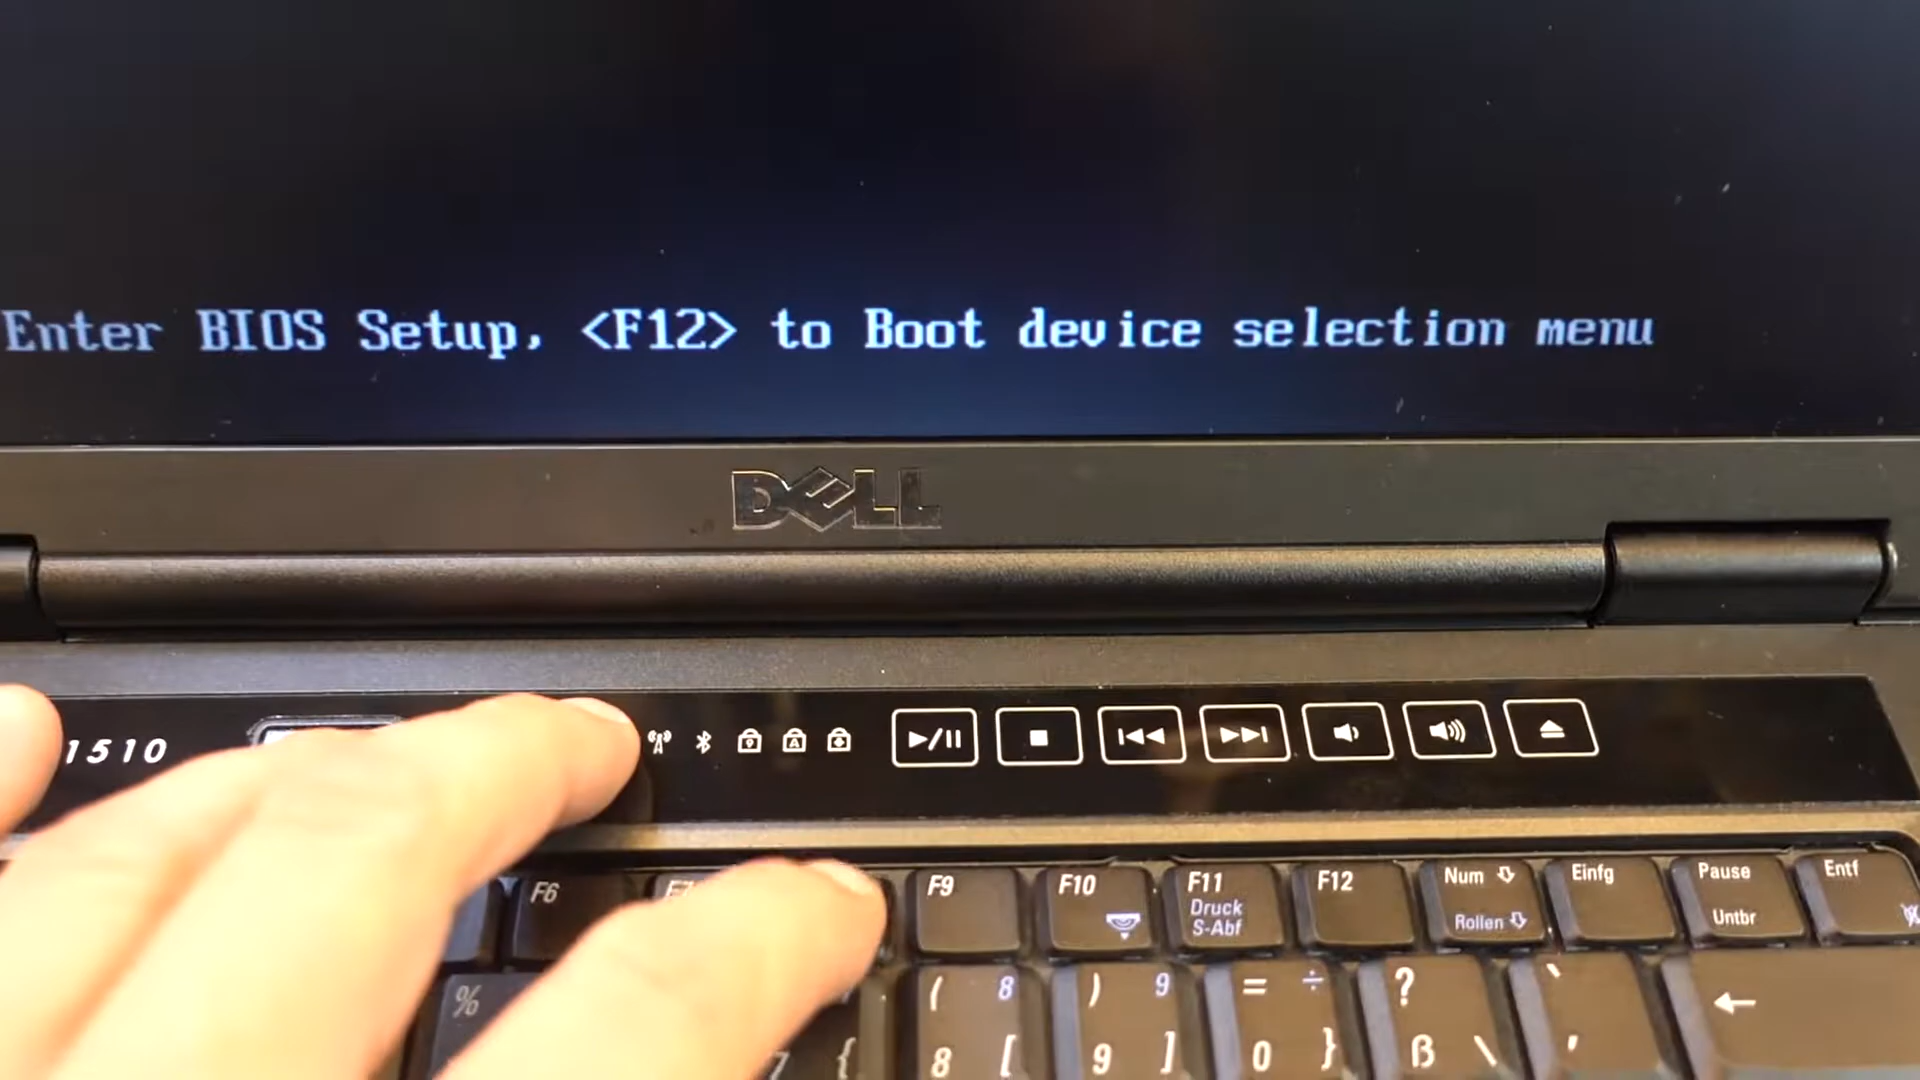 Enter BIOS Setup, <F12> to Boot device selection menu
DELL
1510
F6 F7 F9 F10 F11 F12 Num Einfg Pause Entf
Druck Rollen Untbr
S-Abf
% ( 8 ) 9 = ÷ ? `
8 [ 9 ] 0 } ß \ ´